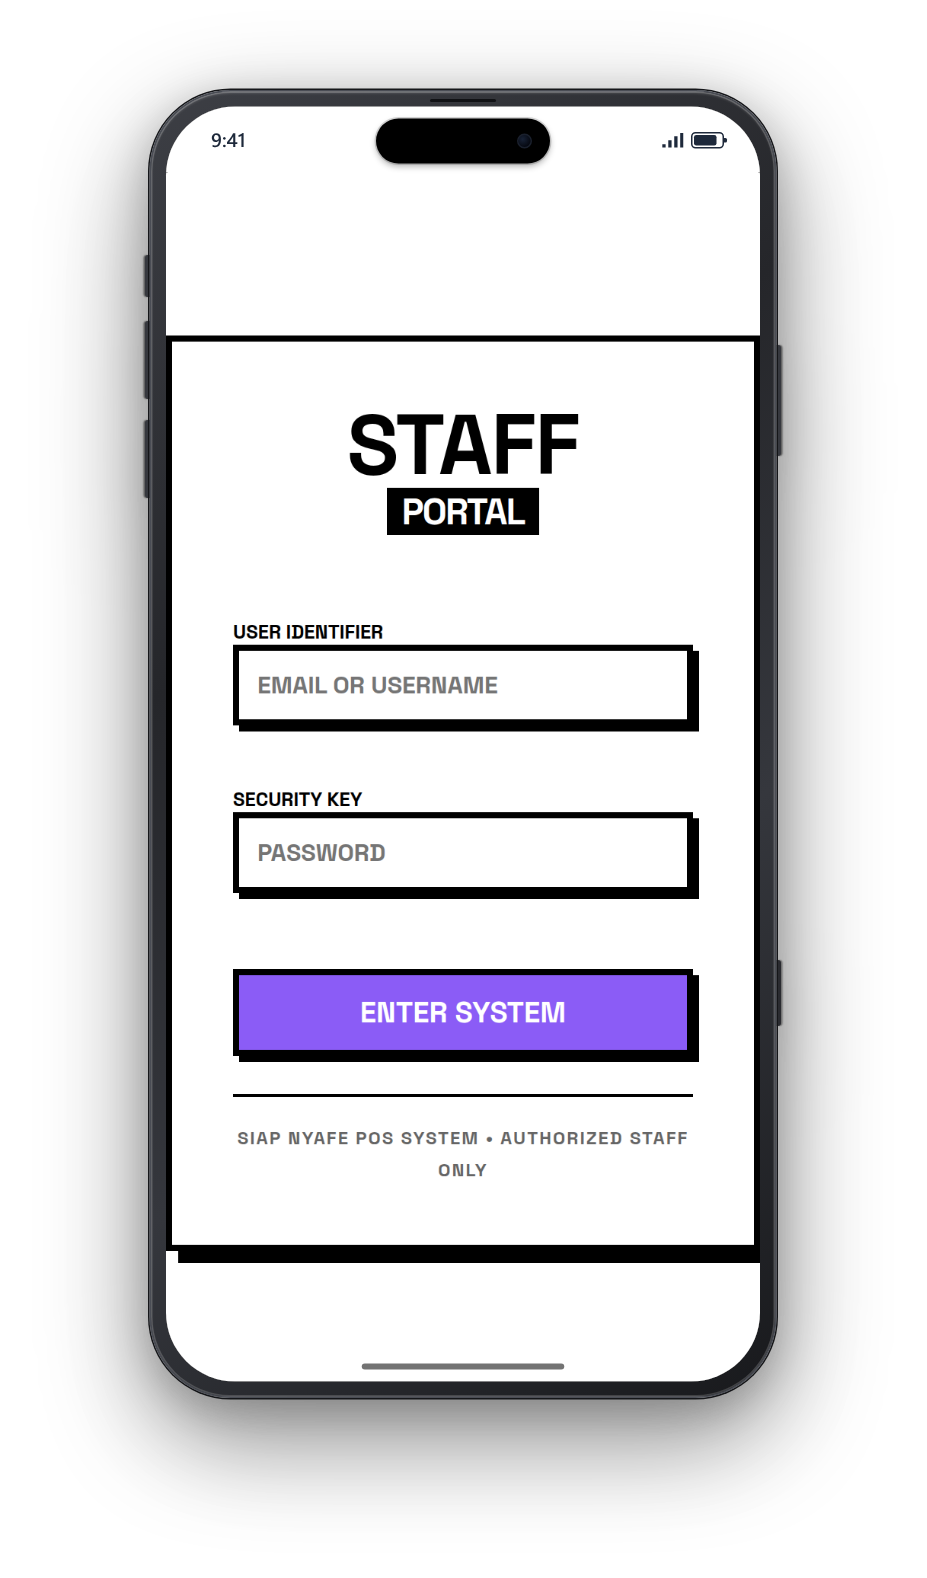 9:41
STAFF
PORTAL
USER IDENTIFIER
EMAIL OR USERNAME
SECURITY KEY
PASSWORD
ENTER SYSTEM
SIAP NYAFE POS SYSTEM • AUTHORIZED STAFF
ONLY